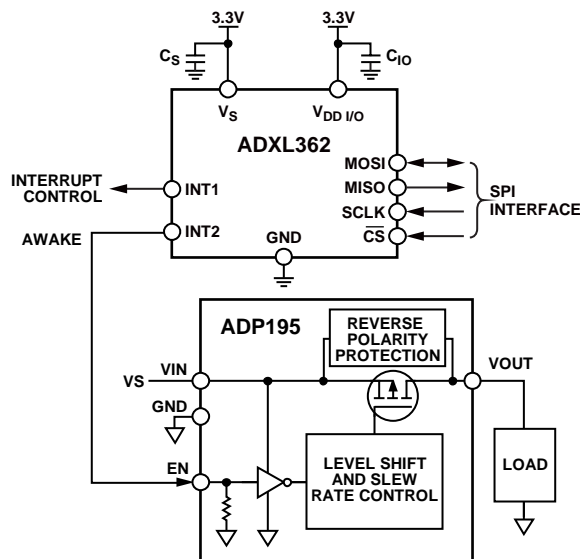 3.3V
3.3V
CS
CIO
VS
VDD I/O
ADXL362
MOSI
MISO
SCLK
CS
SPI
INTERFACE
INTERRUPT
CONTROL
INT1
AWAKE
INT2
GND
ADP195
REVERSE
POLARITY
PROTECTION
VOUT
VS
VIN
GND
EN
LEVEL SHIFT
AND SLEW
RATE CONTROL
LOAD